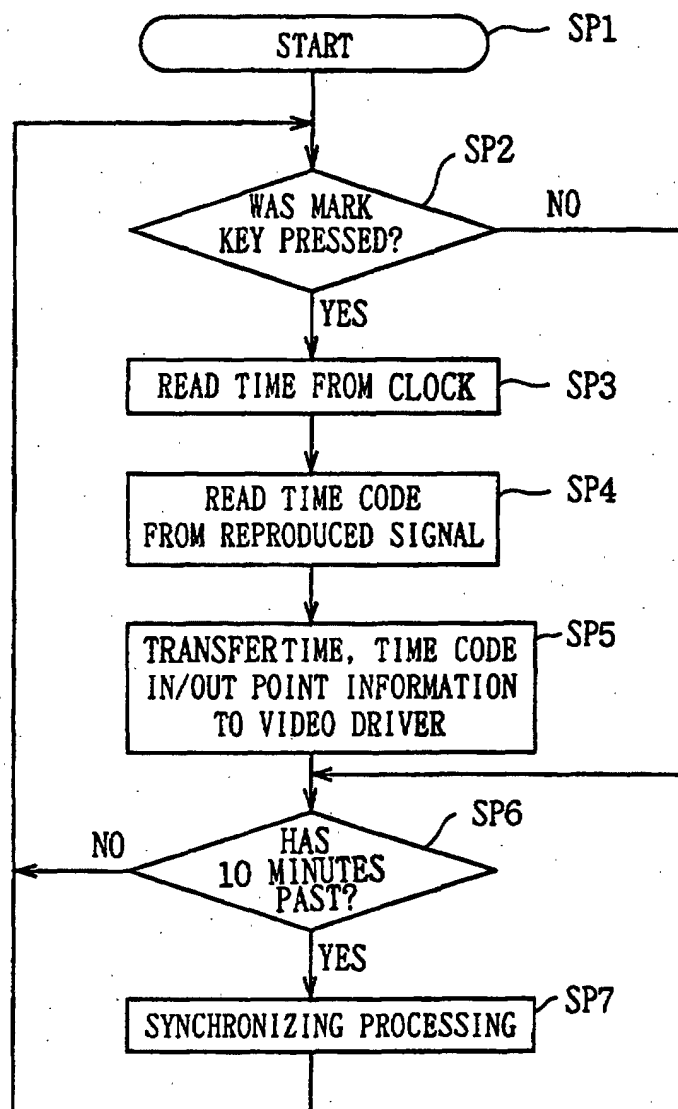 START
SP1
SP2
WAS MARK
KEY PRESSED?
NO
YES
READ TIME FROM CLOCK
SP3
READ TIME CODE
FROM REPRODUCED SIGNAL
SP4
TRANSFERTIME, TIME CODE
IN/OUT POINT INFORMATION
TO VIDEO DRIVER
SP5
SP6
NO
HAS
10 MINUTES
PAST?
YES
SYNCHRONIZING PROCESSING
SP7